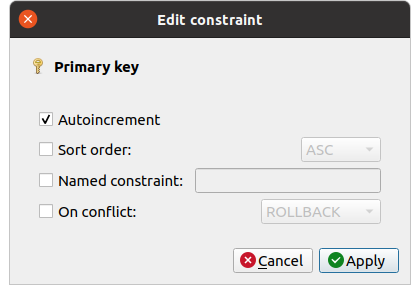 Edit constraint
Primary key
Autoincrement
Sort order: ASC
Named constraint:
On conflict: ROLLBACK
Cancel Apply